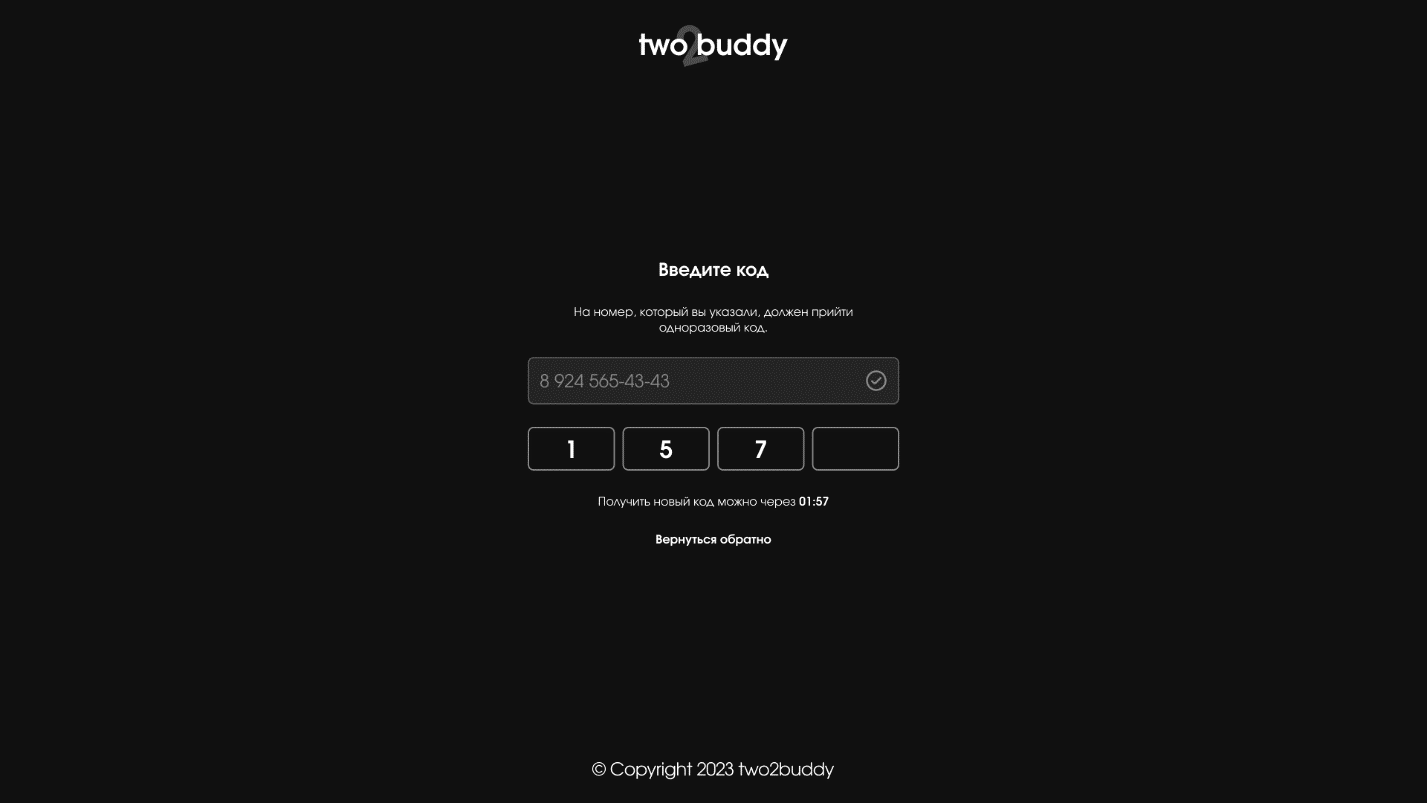 two2buddy
Введите код
На номер, который вы указали, должен прийти
одноразовый код.
8 924 565-43-43
1 5 7
Получить новый код можно через 01:57
Вернуться обратно
© Copyright 2023 two2buddy